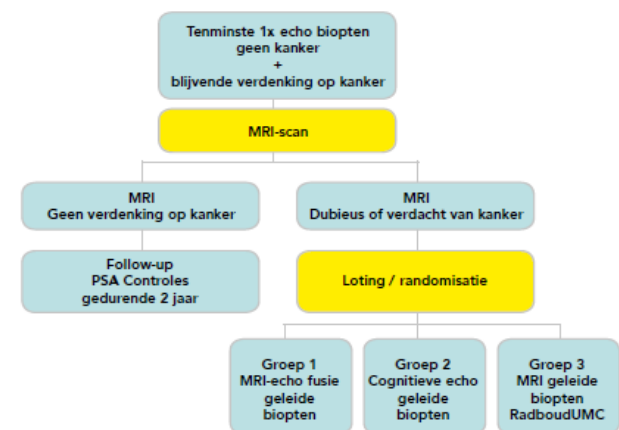 Tenminste 1x echo biopten
geen kanker
+
blijvende verdenking op kanker
MRI-scan
MRI
Geen verdenking op kanker
MRI
Dubieus of verdacht van kanker
Follow-up
PSA Controles
gedurende 2 jaar
Loting / randomisatie
Groep 1
MRI-echo fusie
geleide
biopten
Groep 2
Cognitieve echo
geleide
biopten
Groep 3
MRI geleide
biopten
RadboudUMC